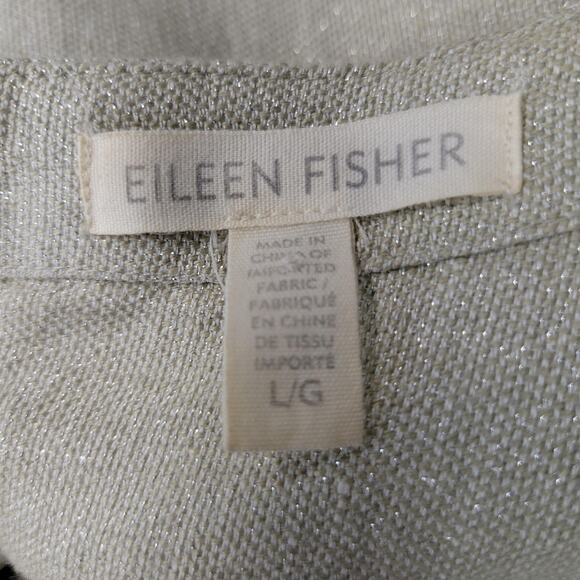 EILEEN FISHER
MADE IN
CHINA OF
IMPORTED
FABRIC /
FABRIQUÉ
EN CHINE
DE TISSU
IMPORTÉ
L/G